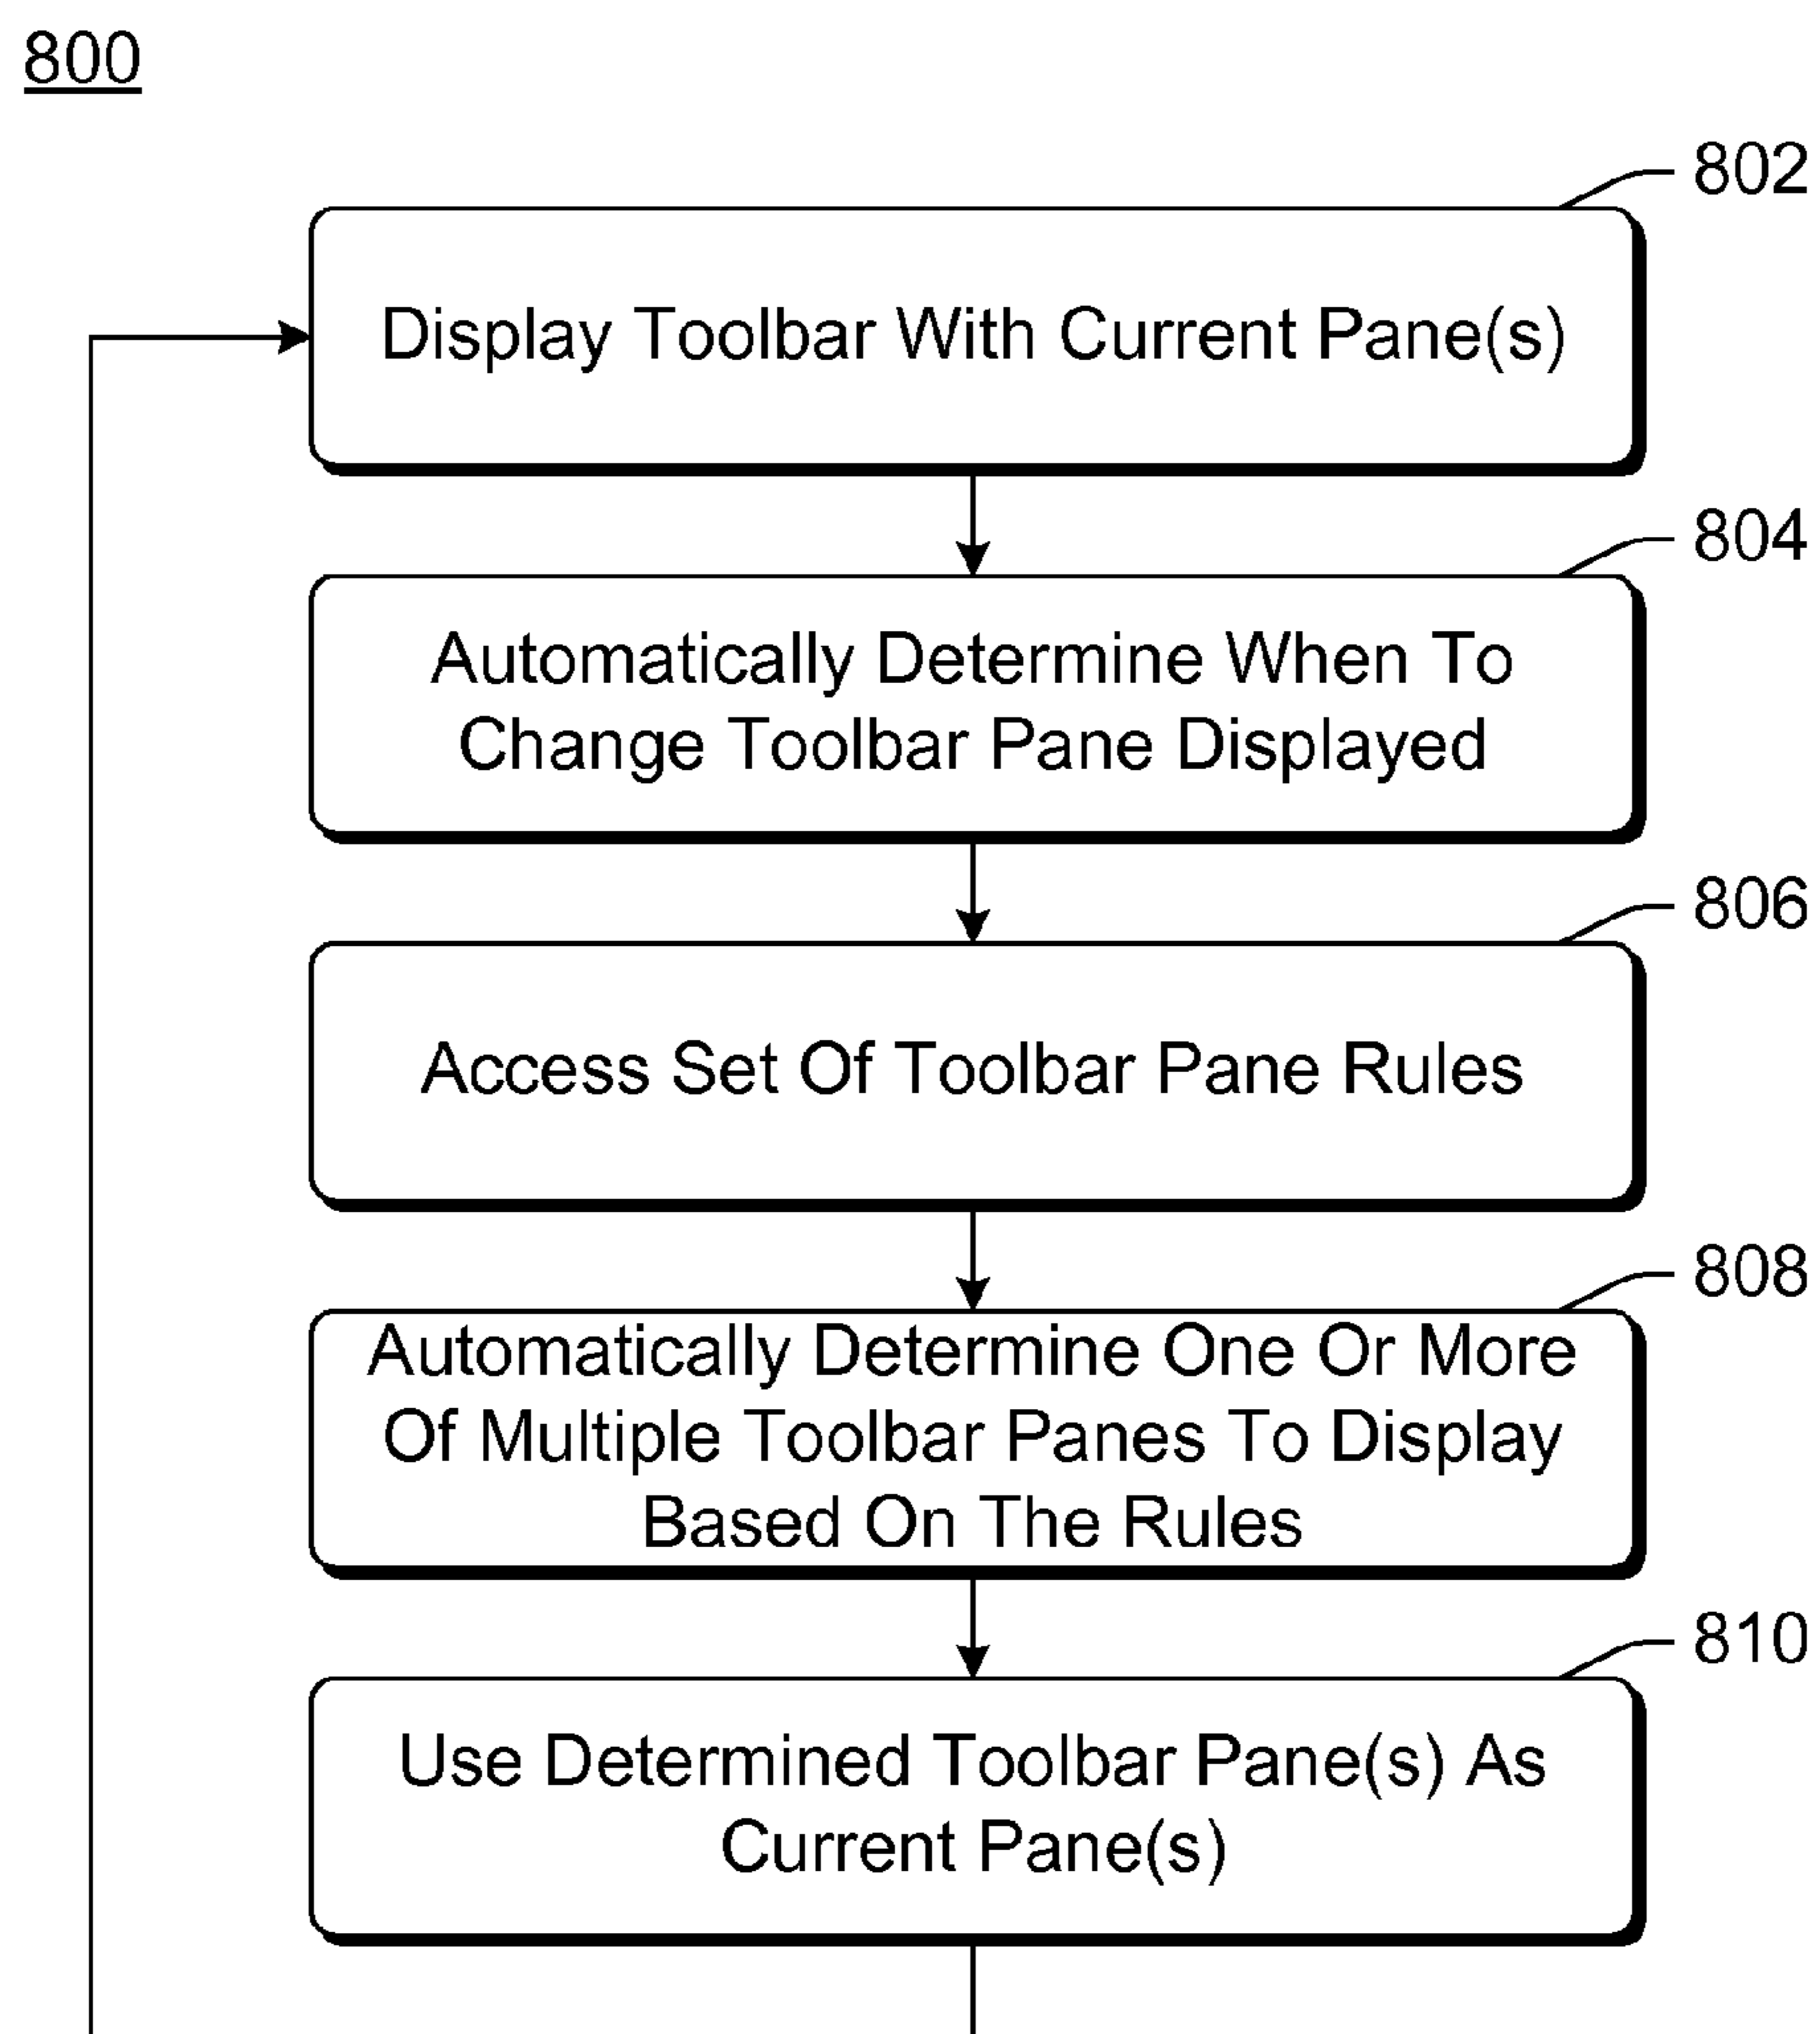 800
802
Display Toolbar With Current Pane(s)
804
Automatically Determine When To
Change Toolbar Pane Displayed
806
Access Set Of Toolbar Pane Rules
808
Automatically Determine One Or More
Of Multiple Toolbar Panes To Display
Based On The Rules
810
Use Determined Toolbar Pane(s) As
Current Pane(s)